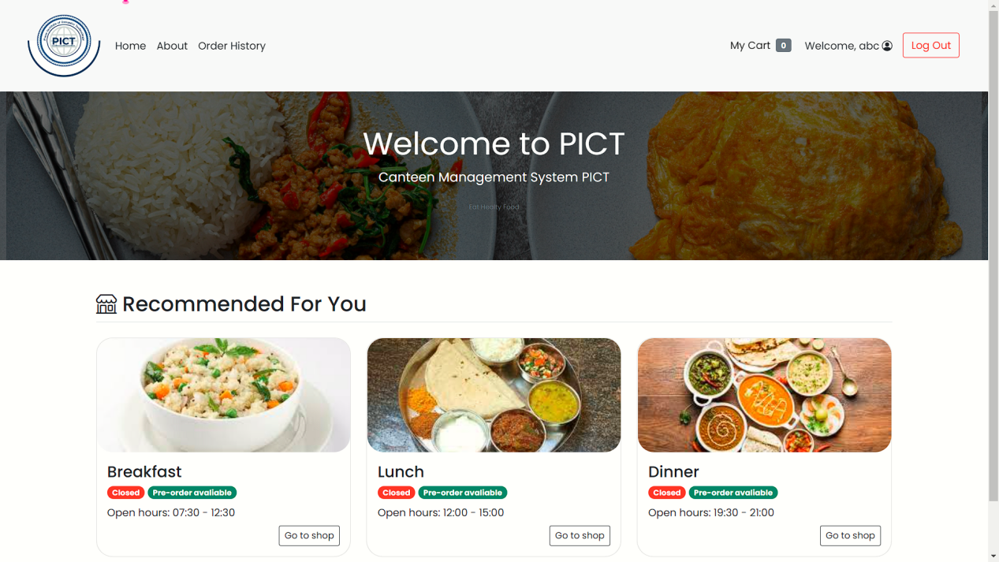 PICT
Home
About
Order History
My Cart 0
Welcome, abc
Log Out
Welcome to PICT
Canteen Management System PICT
Eat Healty Food
Recommended For You
Breakfast
Closed Pre-order avaliable
Open hours: 07:30 - 12:30
Go to shop
Lunch
Closed Pre-order avaliable
Open hours: 12:00 - 15:00
Go to shop
Dinner
Closed Pre-order avaliable
Open hours: 19:30 - 21:00
Go to shop